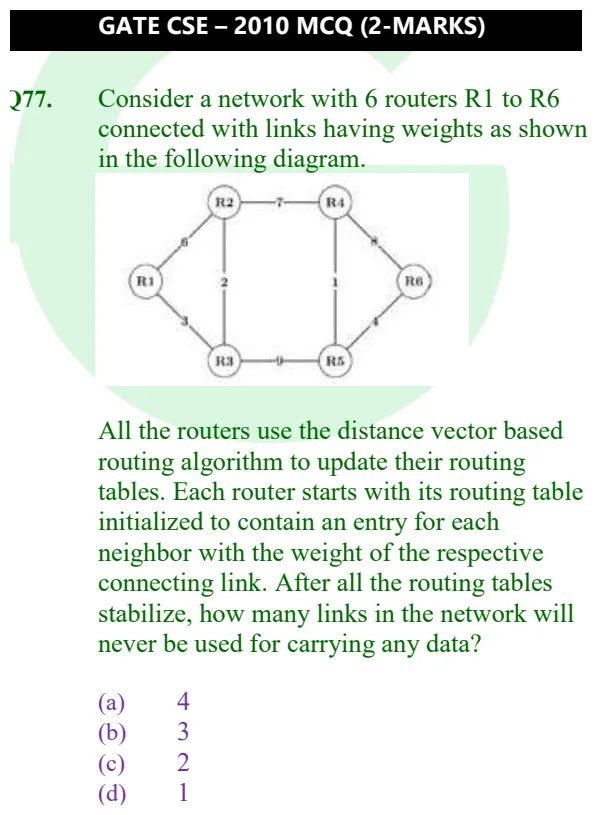 GATE CSE – 2010 MCQ (2-MARKS)
Q77. Consider a network with 6 routers R1 to R6
connected with links having weights as shown
in the following diagram.
R2 7 R4
6 8
R1 2 1 R6
3 4
R3 9 R5
All the routers use the distance vector based
routing algorithm to update their routing
tables. Each router starts with its routing table
initialized to contain an entry for each
neighbor with the weight of the respective
connecting link. After all the routing tables
stabilize, how many links in the network will
never be used for carrying any data?
(a) 4
(b) 3
(c) 2
(d) 1